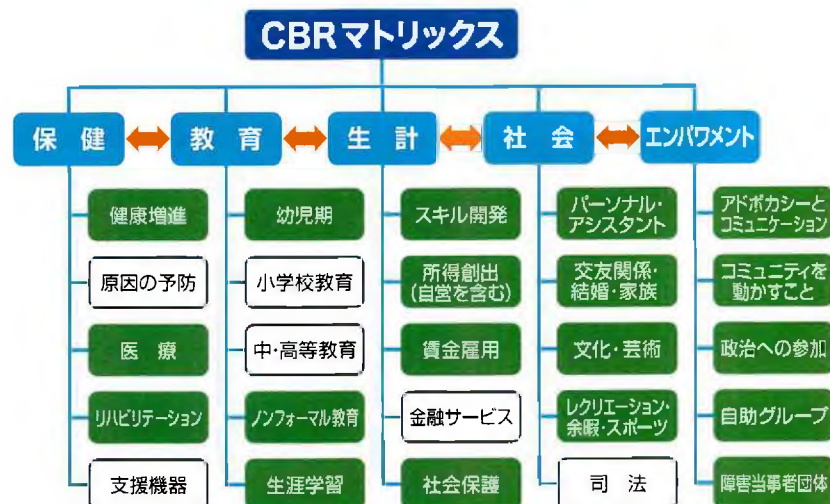 CBRマトリックス
保健
教育
生計
社会
エンパワメント
健康増進
原因の予防
医療
リハビリテーション
支援機器
幼児期
小学校教育
中・高等教育
ノンフォーマル教育
生涯学習
スキル開発
所得創出
(自営を含む)
賃金雇用
金融サービス
社会保護
パーソナル・
アシスタント
交友関係・
結婚・家族
文化・芸術
レクリエーション・
余暇・スポーツ
司法
アドボカシーと
コミュニケーション
コミュニティを
動かすこと
政治への参加
自助グループ
障害当事者団体